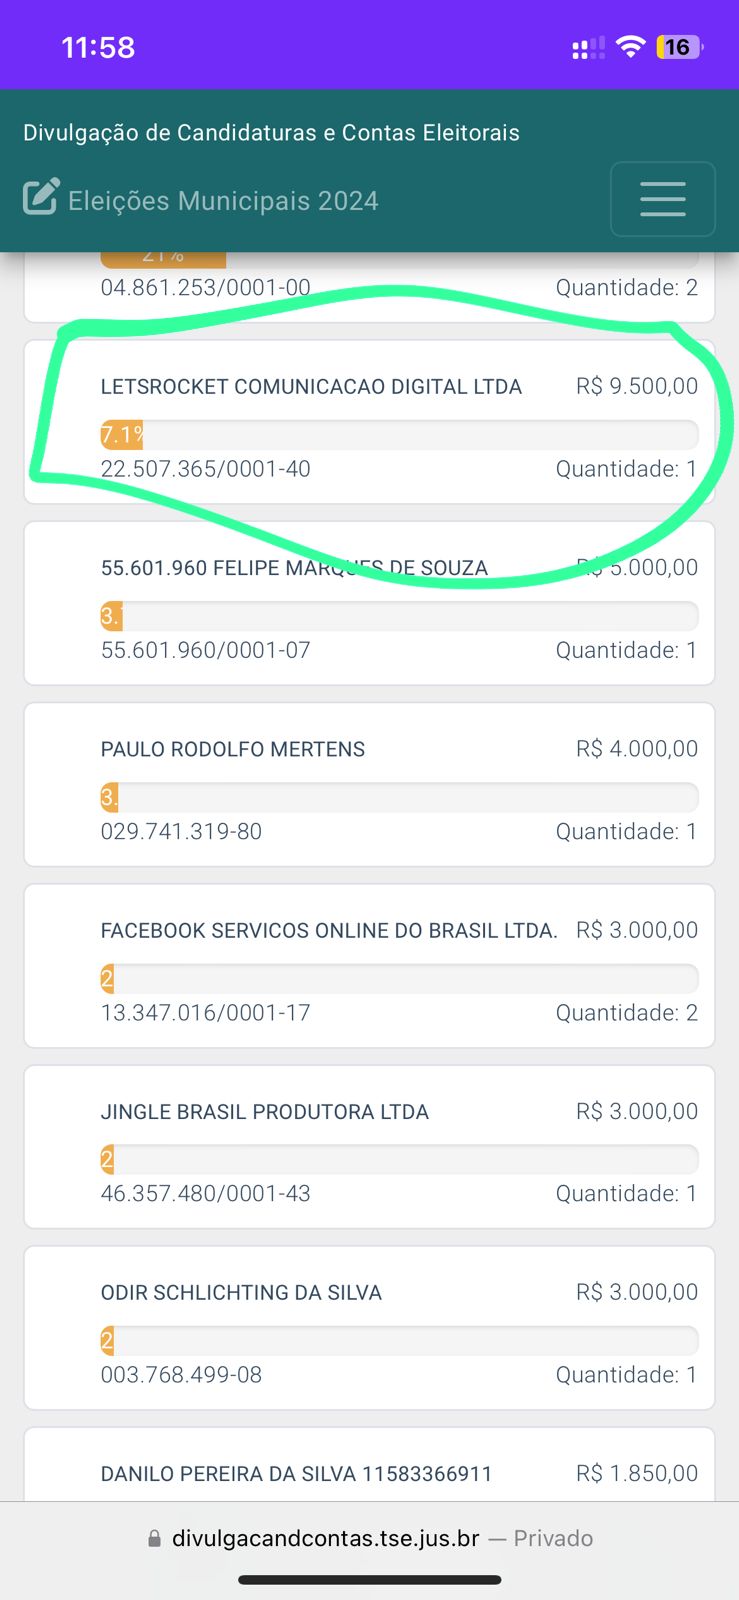 11:58
16
Divulgação de Candidaturas e Contas Eleitorais
Eleições Municipais 2024
21%
04.861.253/0001-00 Quantidade: 2
LETSROCKET COMUNICACAO DIGITAL LTDA R$ 9.500,00
7.1%
22.507.365/0001-40 Quantidade: 1
55.601.960 FELIPE MARQUES DE SOUZA R$ 5.000,00
3.
55.601.960/0001-07 Quantidade: 1
PAULO RODOLFO MERTENS R$ 4.000,00
3.
029.741.319-80 Quantidade: 1
FACEBOOK SERVICOS ONLINE DO BRASIL LTDA. R$ 3.000,00
2
13.347.016/0001-17 Quantidade: 2
JINGLE BRASIL PRODUTORA LTDA R$ 3.000,00
2
46.357.480/0001-43 Quantidade: 1
ODIR SCHLICHTING DA SILVA R$ 3.000,00
2
003.768.499-08 Quantidade: 1
DANILO PEREIRA DA SILVA 11583366911 R$ 1.850,00
divulgacandcontas.tse.jus.br — Privado